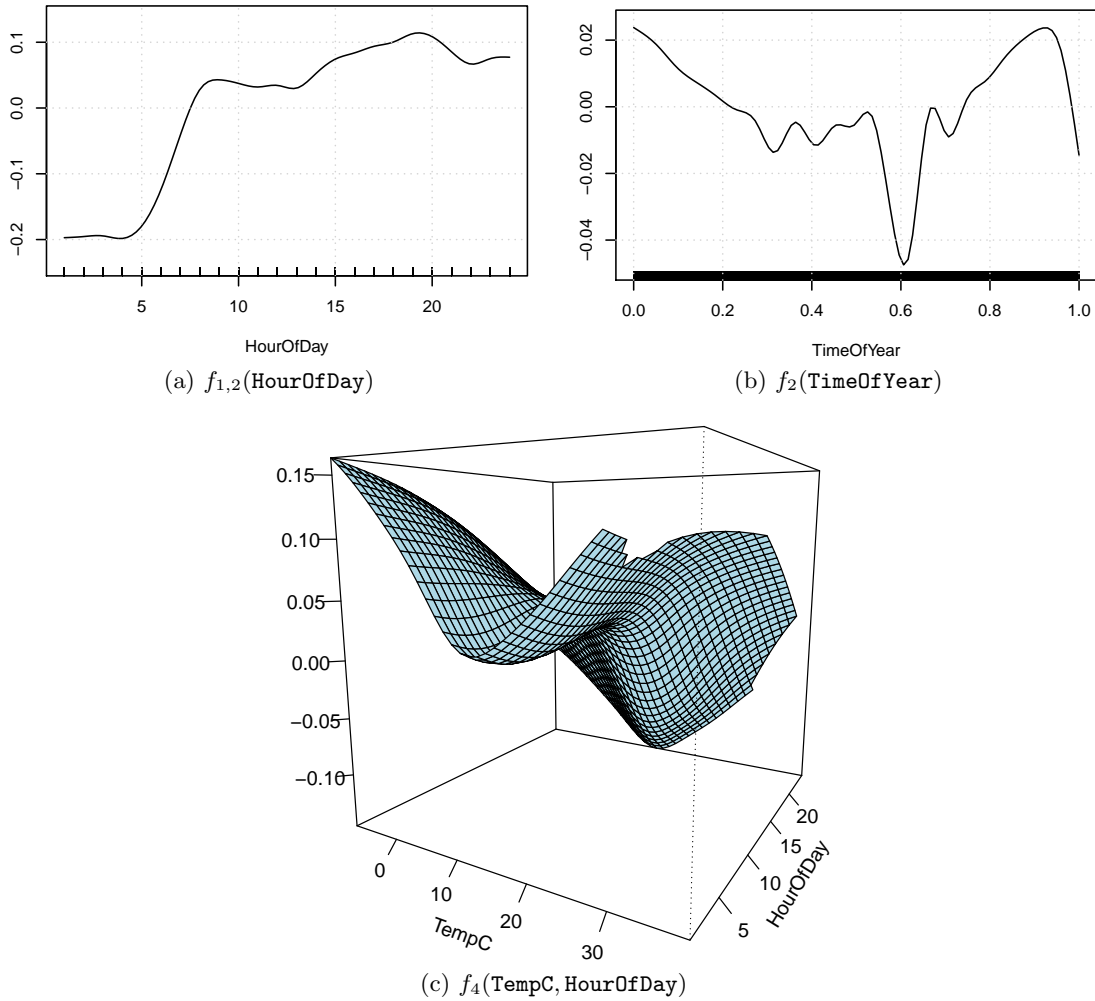 0.1
0.0
−0.1
−0.2
5 10 15 20
HourOfDay
(a) f1,2(HourOfDay)
0.02
0.00
−0.02
−0.04
0.0 0.2 0.4 0.6 0.8 1.0
TimeOfYear
(b) f2(TimeOfYear)
0.15
0.10
0.05
0.00
−0.05
−0.10
0 10 20 30
TempC
5 10 15 20
HourOfDay
(c) f4(TempC, HourOfDay)